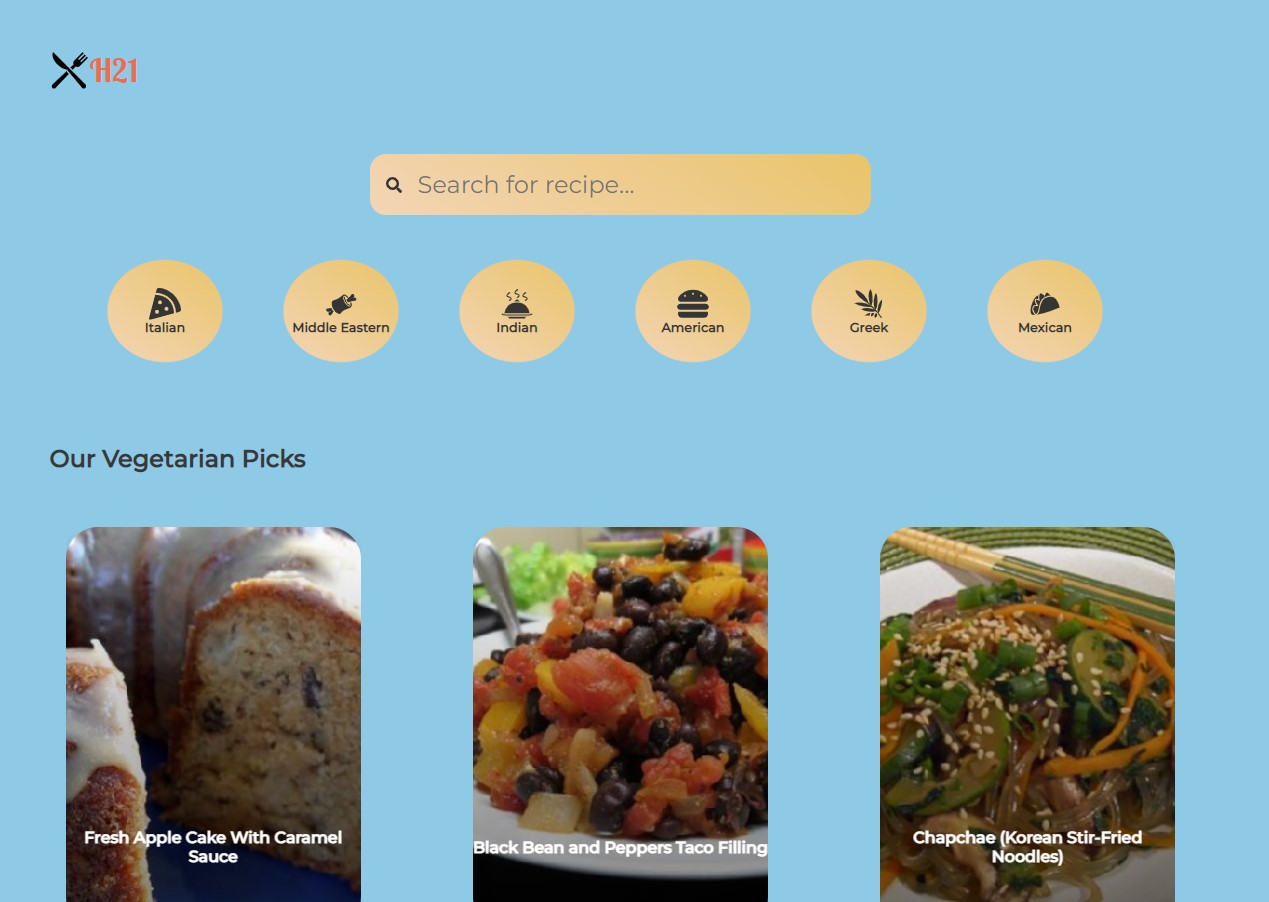 H21
Search for recipe...
Italian
Middle Eastern
Indian
American
Greek
Mexican
Our Vegetarian Picks
Fresh Apple Cake With Caramel
Sauce
Black Bean and Peppers Taco Filling
Chapchae (Korean Stir-Fried
Noodles)